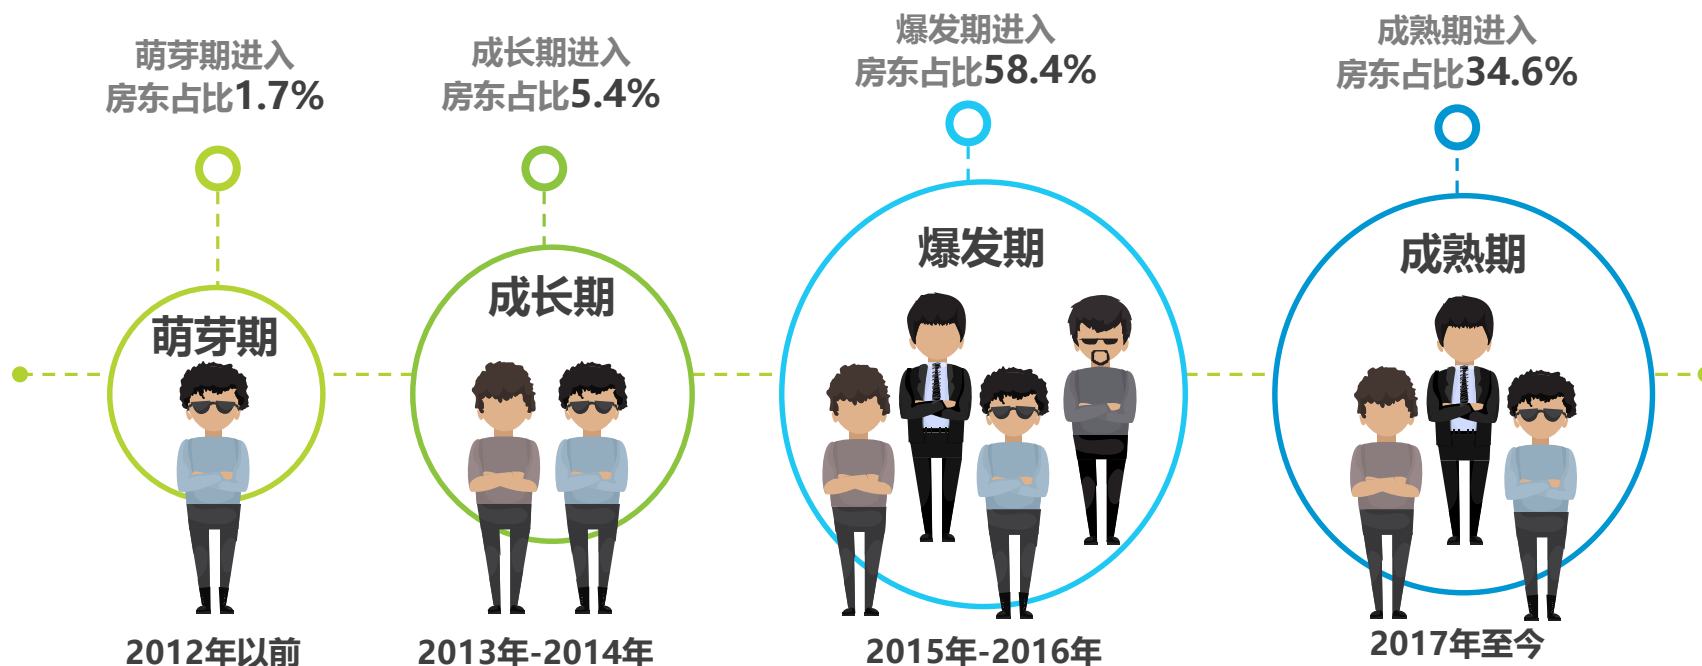 萌芽期进入
房东占比1.7%
成长期进入
房东占比5.4%
爆发期进入
房东占比58.4%
成熟期进入
房东占比34.6%
萌芽期
成长期
爆发期
成熟期
2012年以前
2013年-2014年
2015年-2016年
2017年至今